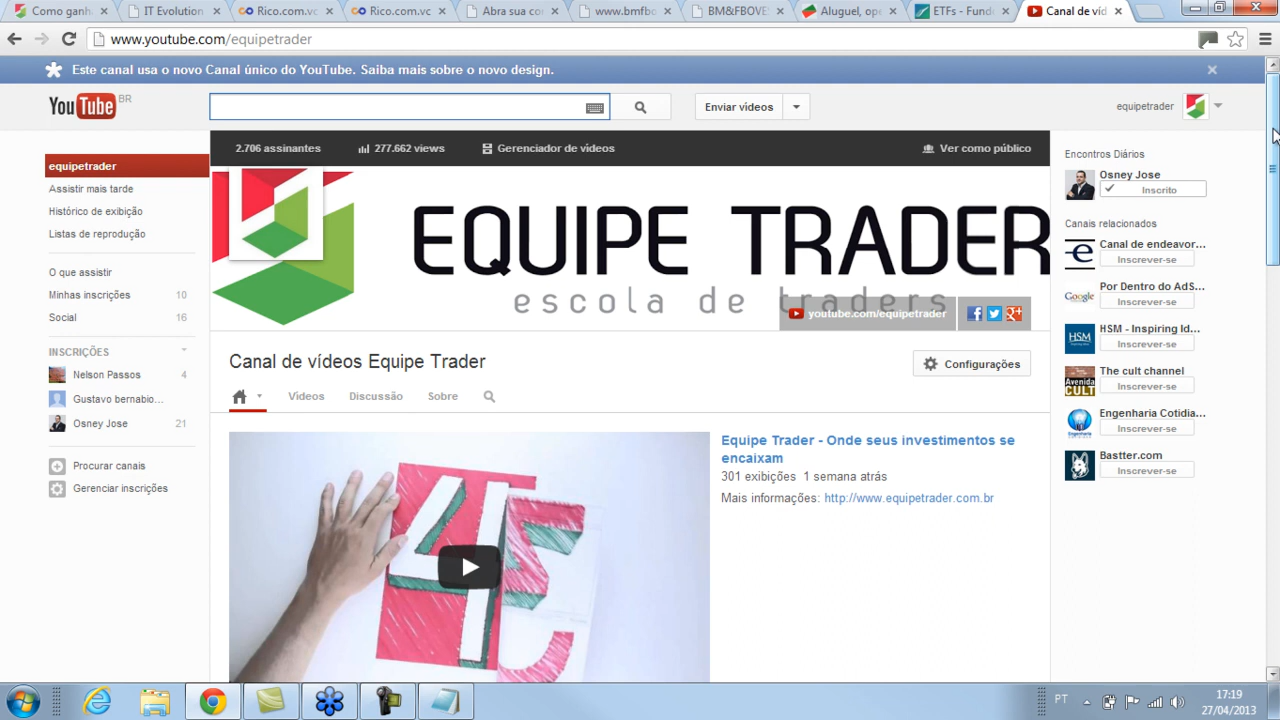 Como ganha
IT Evolution
Rico.com.vc
Rico.com.vc
Abra sua co
www.bmfbo
BM&FBOVES
Aluguel, ope
ETFs - Fund
Canal de víd
www.youtube.com/equipetrader
Este canal usa o novo Canal único do YouTube. Saiba mais sobre o novo design.
YouTube BR
Enviar vídeos
equipetrader
equipetrader
Assistir mais tarde
Histórico de exibição
Listas de reprodução
O que assistir
Minhas inscrições 10
Social 16
INSCRIÇÕES
Nelson Passos 4
Gustavo bernabio...
Osney Jose 21
Procurar canais
Gerenciar inscrições
2.706 assinantes
277.662 views
Gerenciador de vídeos
Ver como público
EQUIPE TRADER
escola de traders
youtube.com/equipetrader
Canal de vídeos Equipe Trader
Configurações
Vídeos
Discussão
Sobre
Equipe Trader - Onde seus investimentos se
encaixam
301 exibições 1 semana atrás
Mais informações: http://www.equipetrader.com.br
Encontros Diários
Osney Jose
Inscrito
Canais relacionados
Canal de endeavor...
Inscrever-se
Google
Por Dentro do AdS...
Inscrever-se
HSM
HSM - Inspiring Id...
Inscrever-se
Avenida
CULT
The cult channel
Inscrever-se
Engenharia Cotidia...
Inscrever-se
Bastter.com
Inscrever-se
PT
17:19
27/04/2013